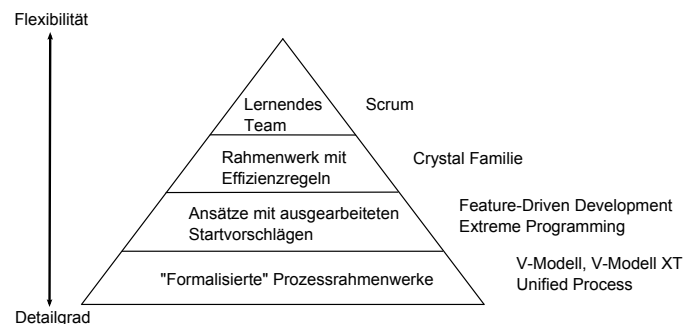 Flexibilität
Lernendes
Team
Scrum
Rahmenwerk mit
Effizienzregeln
Crystal Familie
Ansätze mit ausgearbeiteten
Startvorschlägen
Feature-Driven Development
Extreme Programming
"Formalisierte" Prozessrahmenwerke
V-Modell, V-Modell XT
Unified Process
Detailgrad